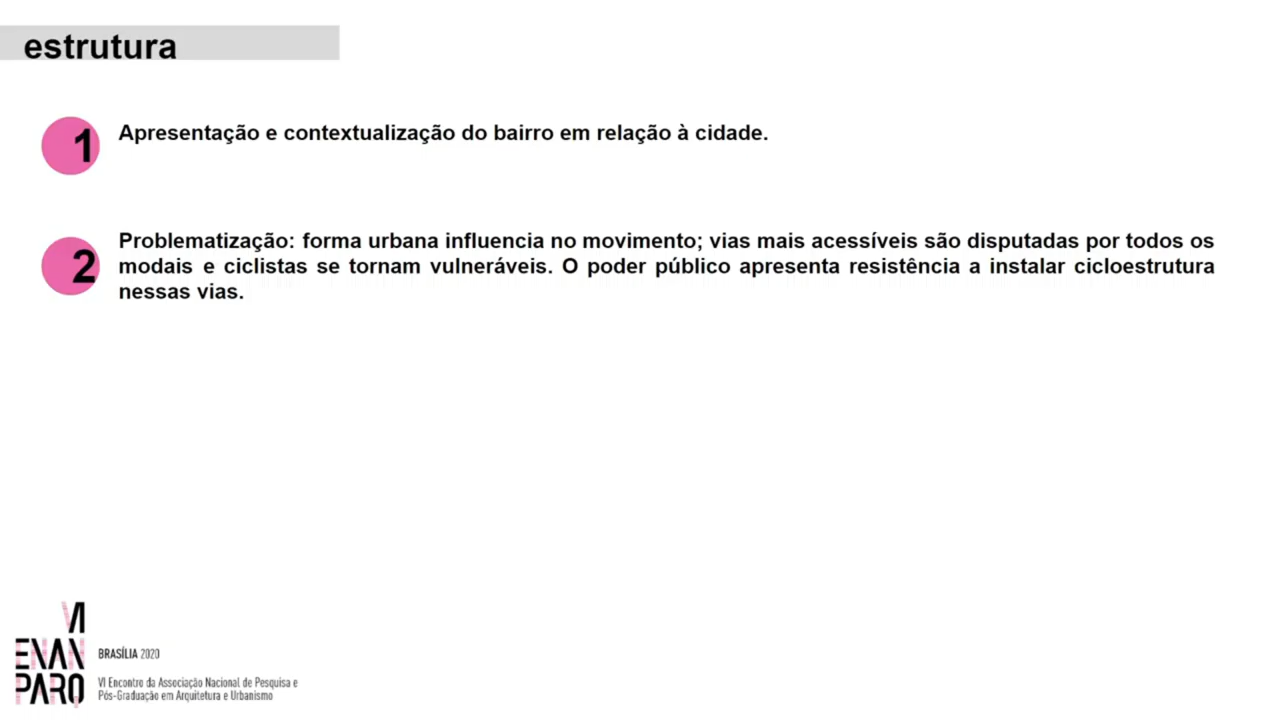 estrutura
1
Apresentação e contextualização do bairro em relação à cidade.
2
Problematização: forma urbana influencia no movimento; vias mais acessíveis são disputadas por todos os
modais e ciclistas se tornam vulneráveis. O poder público apresenta resistência a instalar cicloestrutura
nessas vias.
VI
ENAN
PARQ
BRASÍLIA 2020
VI Encontro da Associação Nacional de Pesquisa e
Pós-Graduação em Arquitetura e Urbanismo